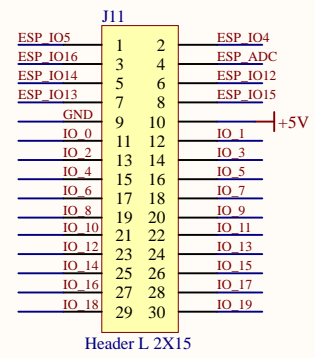 J11
ESP_IO5 1 2 ESP_IO4
ESP_IO16 3 4 ESP_ADC
ESP_IO14 5 6 ESP_IO12
ESP_IO13 7 8 ESP_IO15
GND 9 10 +5V
IO_0 11 12 IO_1
IO_2 13 14 IO_3
IO_4 15 16 IO_5
IO_6 17 18 IO_7
IO_8 19 20 IO_9
IO_10 21 22 IO_11
IO_12 23 24 IO_13
IO_14 25 26 IO_15
IO_16 27 28 IO_17
IO_18 29 30 IO_19
Header L 2X15